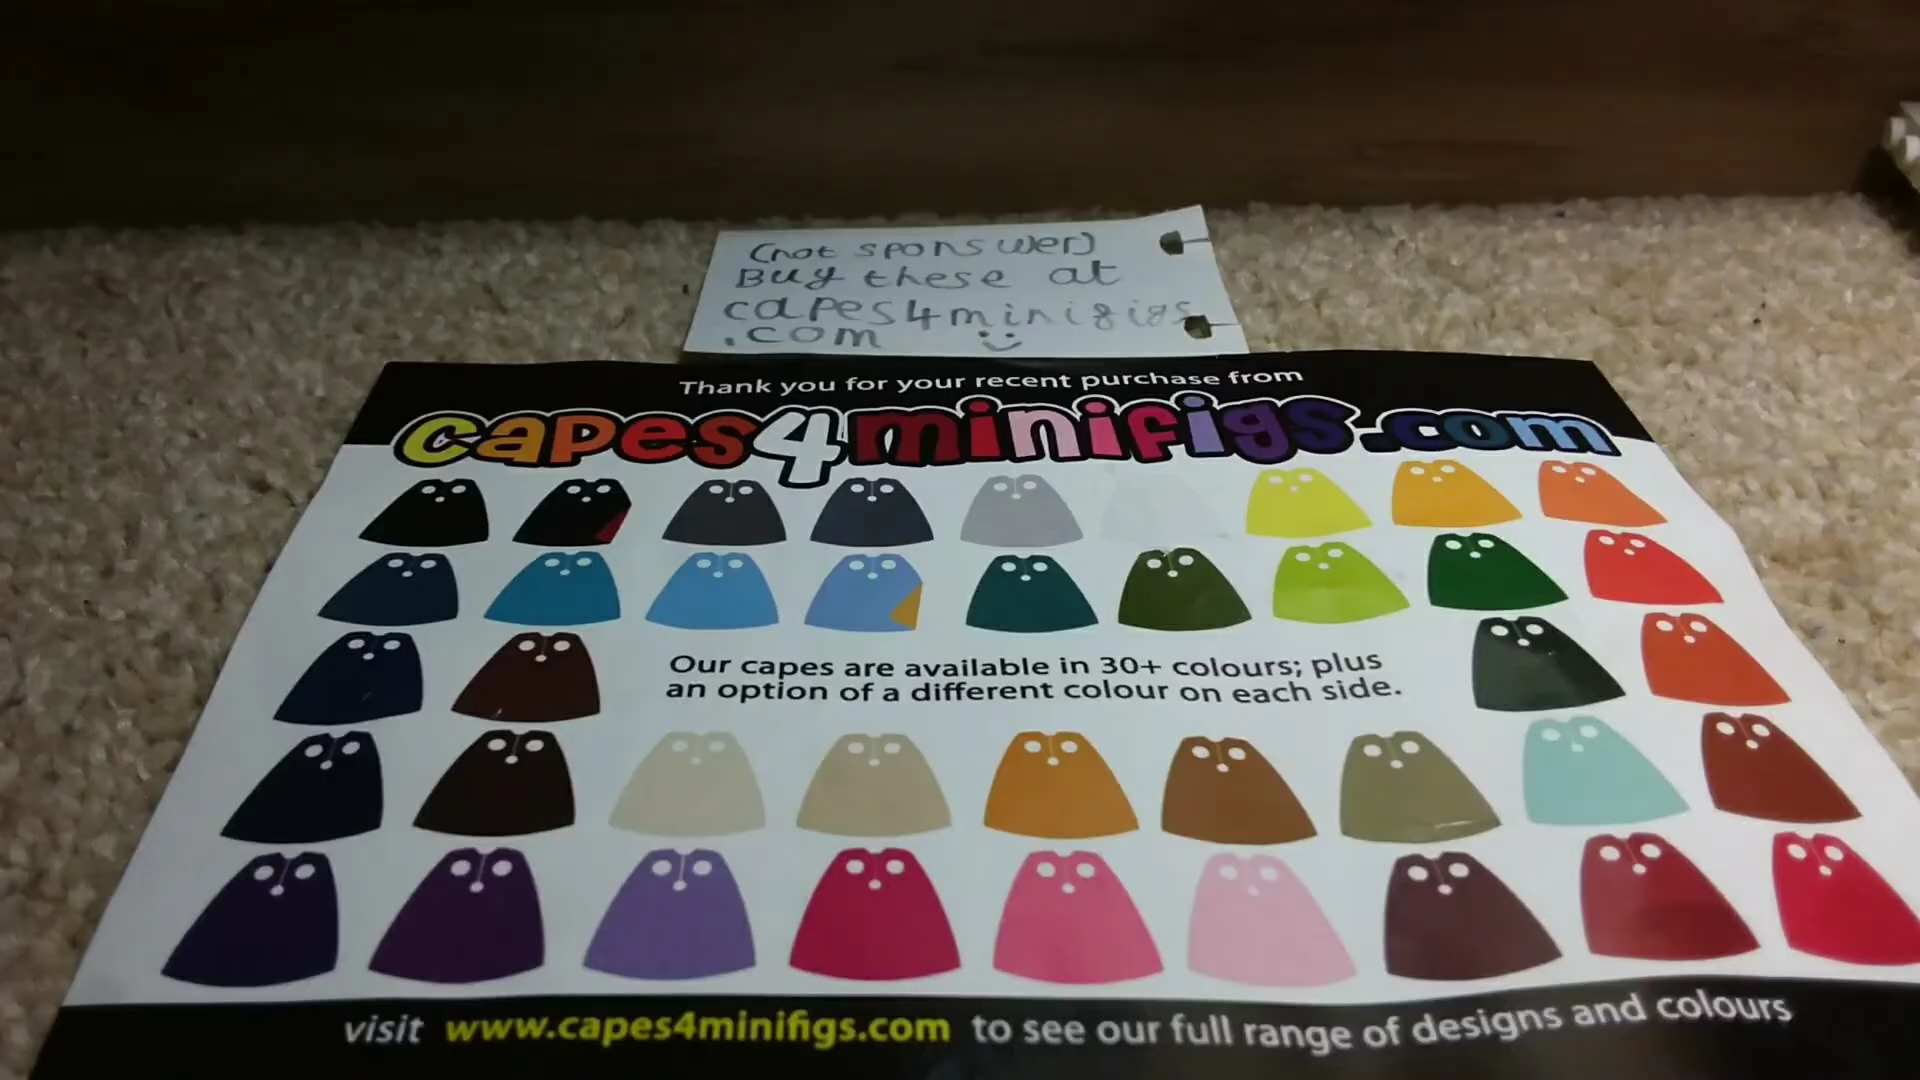 (not sponswer)
Buy these at
capes4minifigs
.com
Thank you for your recent purchase from
capes4minifigs.com
Our capes are available in 30+ colours; plus
an option of a different colour on each side.
visit www.capes4minifigs.com to see our full range of designs and colours